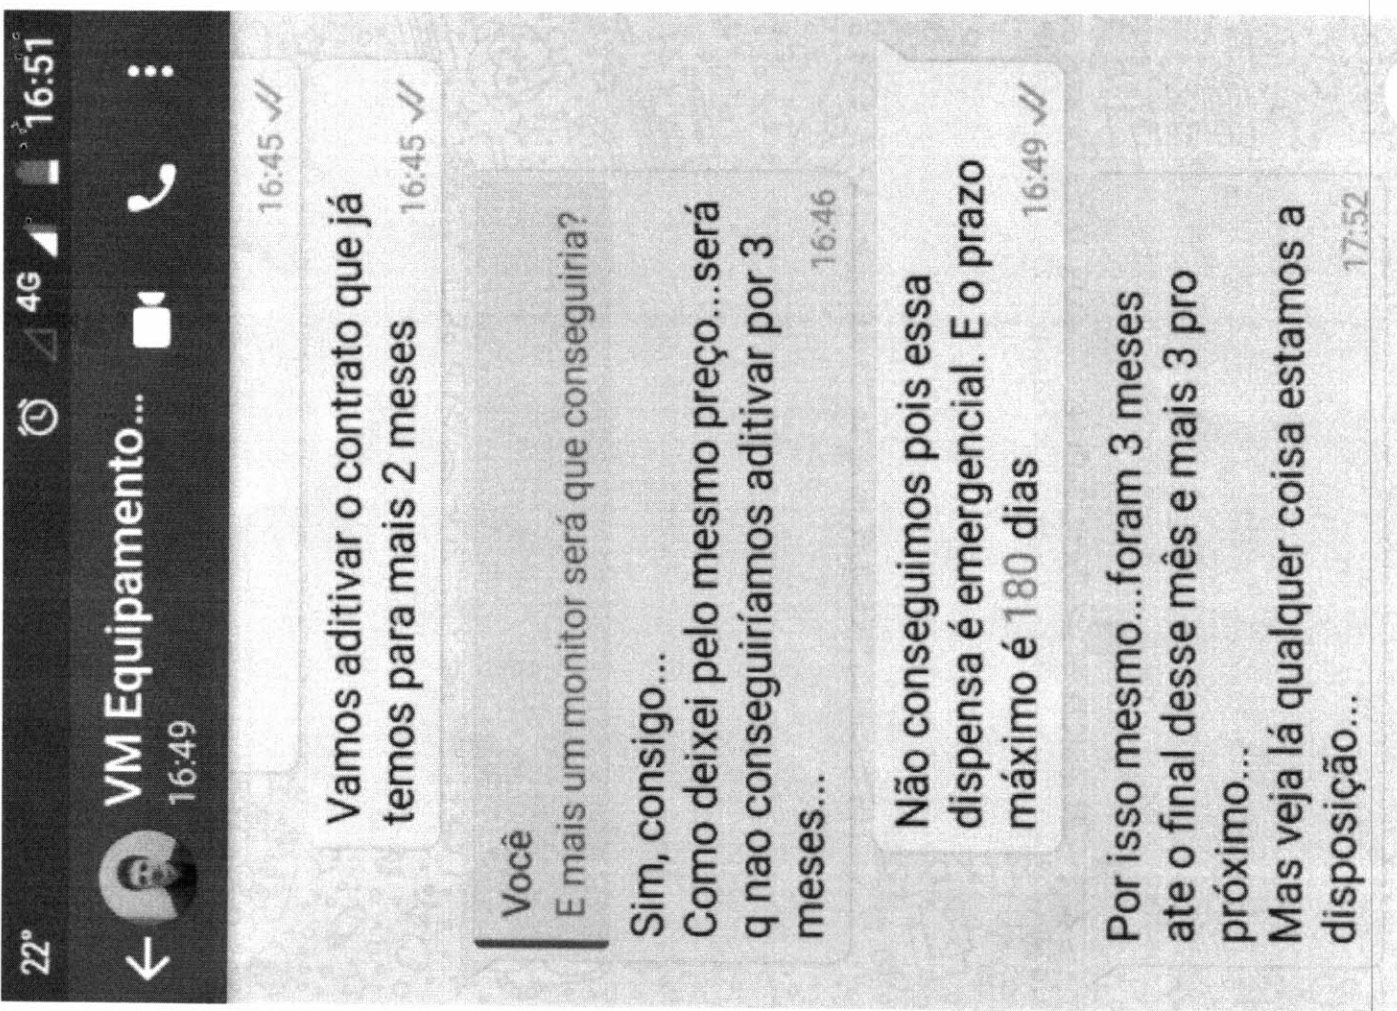 22° 4G 16:51
VM Equipamento...
16:49
16:45
Vamos aditivar o contrato que já
temos para mais 2 meses
16:45
Você
E mais um monitor será que conseguiria?
Sim, consigo...
Como deixei pelo mesmo preço...será
q nao conseguiríamos aditivar por 3
meses...
16:46
Não conseguimos pois essa
dispensa é emergencial. E o prazo
máximo é 180 dias
16:49
Por isso mesmo...foram 3 meses
ate o final desse mês e mais 3 pro
próximo...
Mas veja lá qualquer coisa estamos a
disposição...
17:52